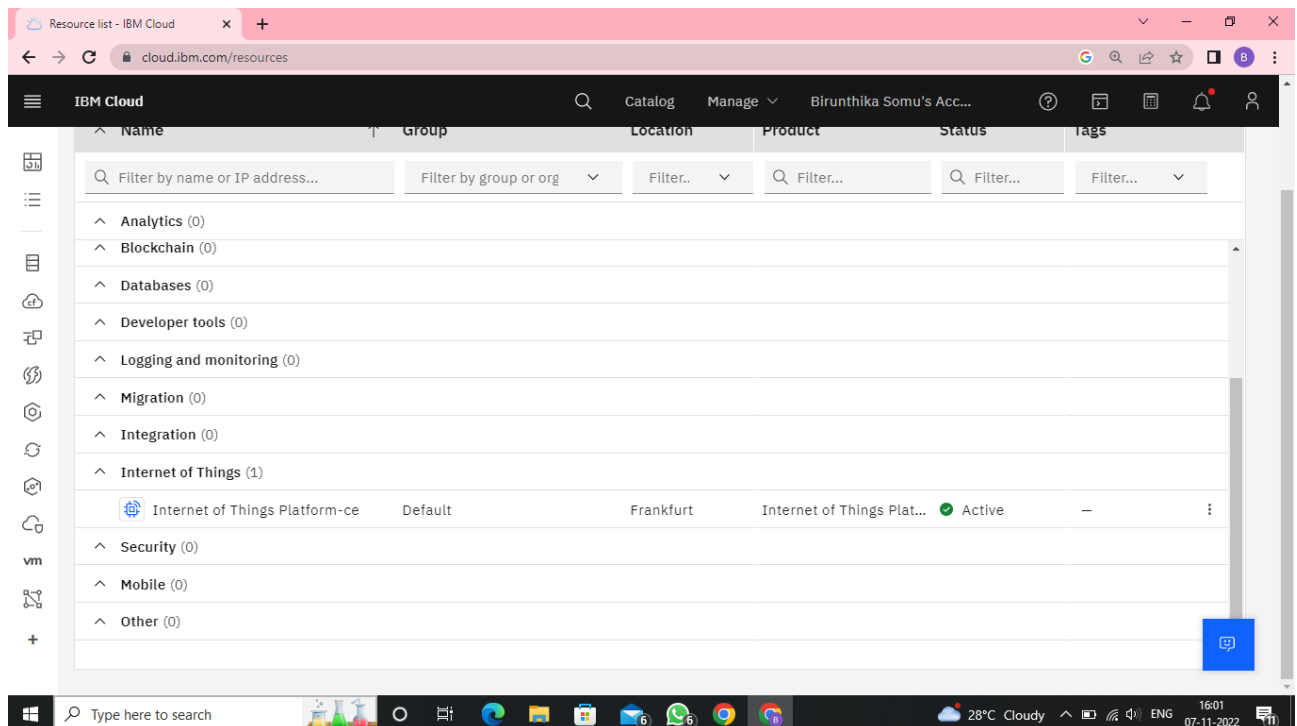 Resource list - IBM Cloud
cloud.ibm.com/resources
B
IBM Cloud
Catalog
Manage
Birunthika Somu's Acc...
Name
Group
Location
Product
Status
Tags
Filter by name or IP address...
Filter by group or org
Filter..
Filter...
Filter...
Filter...
Analytics (0)
Blockchain (0)
Databases (0)
Developer tools (0)
Logging and monitoring (0)
Migration (0)
Integration (0)
Internet of Things (1)
Internet of Things Platform-ce
Default
Frankfurt
Internet of Things Plat...
Active
–
Security (0)
Mobile (0)
Other (0)
cf
vm
Type here to search
6
6
28°C Cloudy
ENG
16:01
07-11-2022
11